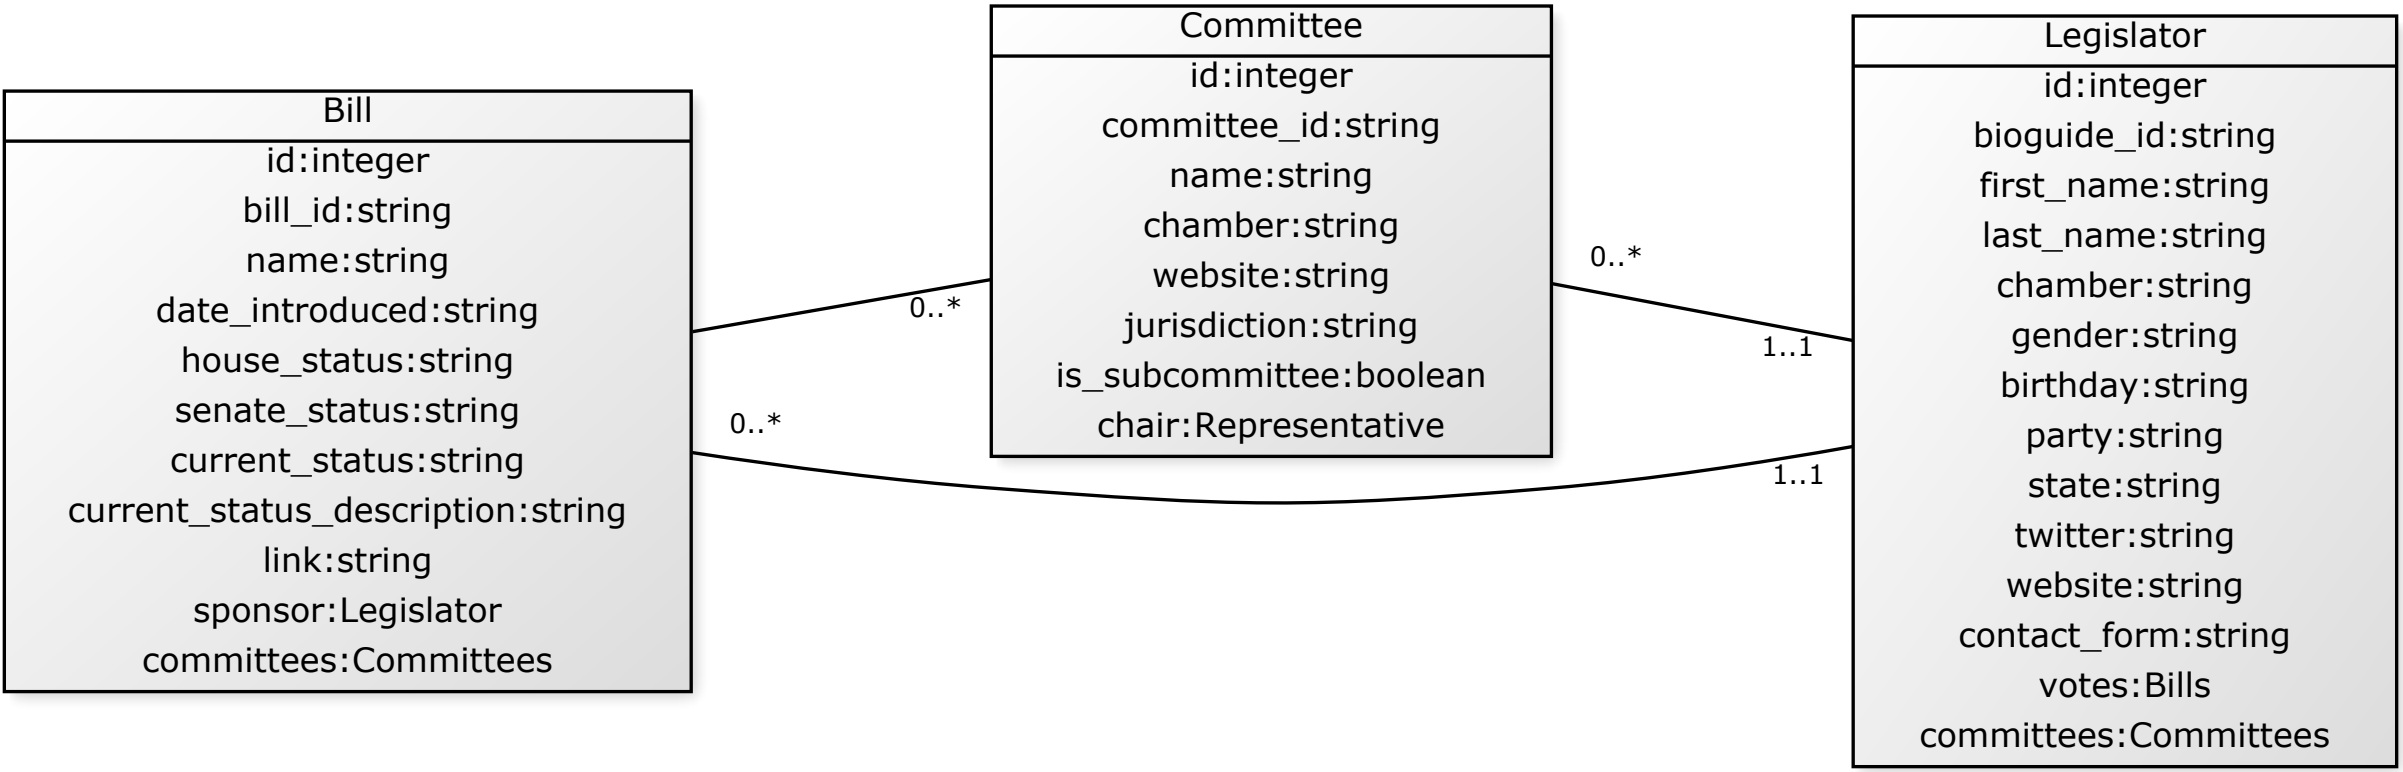 Bill
id:integer
bill_id:string
name:string
date_introduced:string
house_status:string
senate_status:string
current_status:string
current_status_description:string
link:string
sponsor:Legislator
committees:Committees
0..*
0..*
Committee
id:integer
committee_id:string
name:string
chamber:string
website:string
jurisdiction:string
is_subcommittee:boolean
chair:Representative
0..*
1..1
1..1
Legislator
id:integer
bioguide_id:string
first_name:string
last_name:string
chamber:string
gender:string
birthday:string
party:string
state:string
twitter:string
website:string
contact_form:string
votes:Bills
committees:Committees